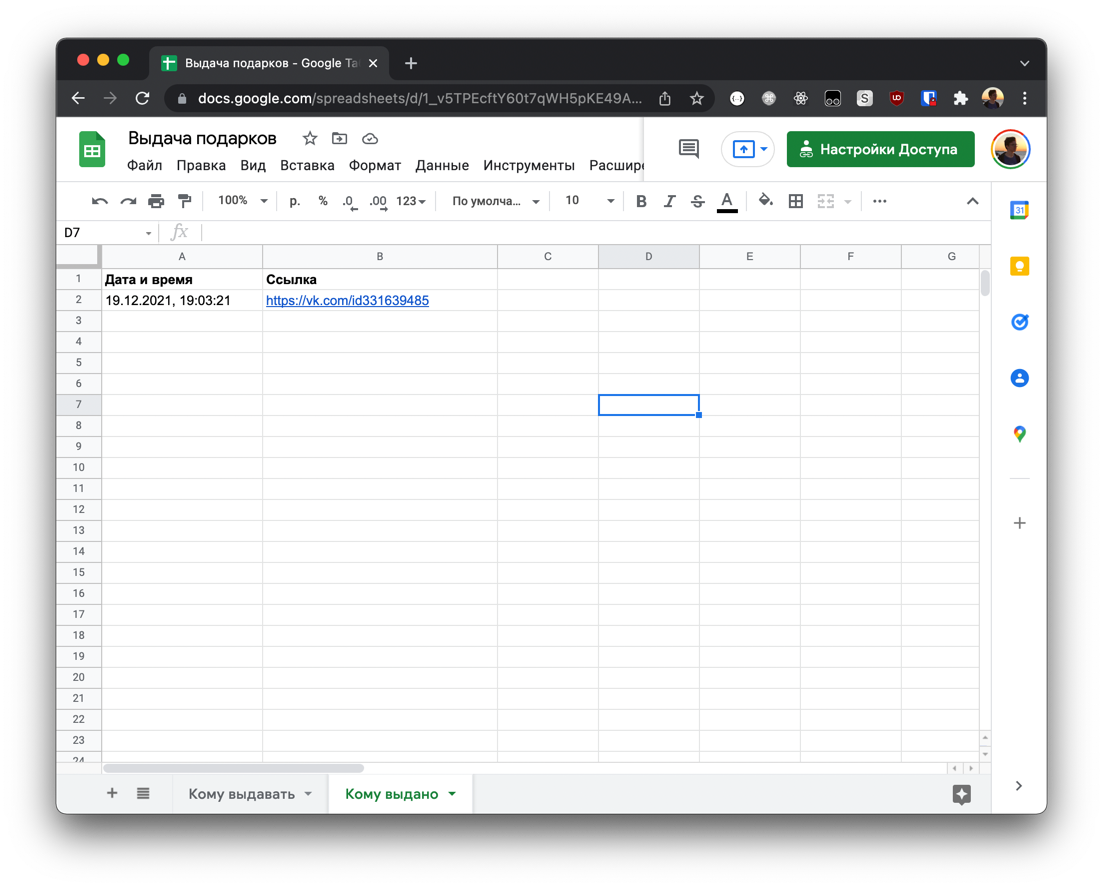 Выдача подарков - Google Та
docs.google.com/spreadsheets/d/1_v5TPEcftY60t7qWH5pKE49A...
Выдача подарков
Файл Правка Вид Вставка Формат Данные Инструменты Расшире
Настройки Доступа
100% р. % .0 .00 123 По умолча... 10 B I S A
D7 fx
A B C D E F G
1 Дата и время Ссылка
2 19.12.2021, 19:03:21 https://vk.com/id331639485
3
4
5
6
7
8
9
10
11
12
13
14
15
16
17
18
19
20
21
22
23
24
Кому выдавать Кому выдано
31